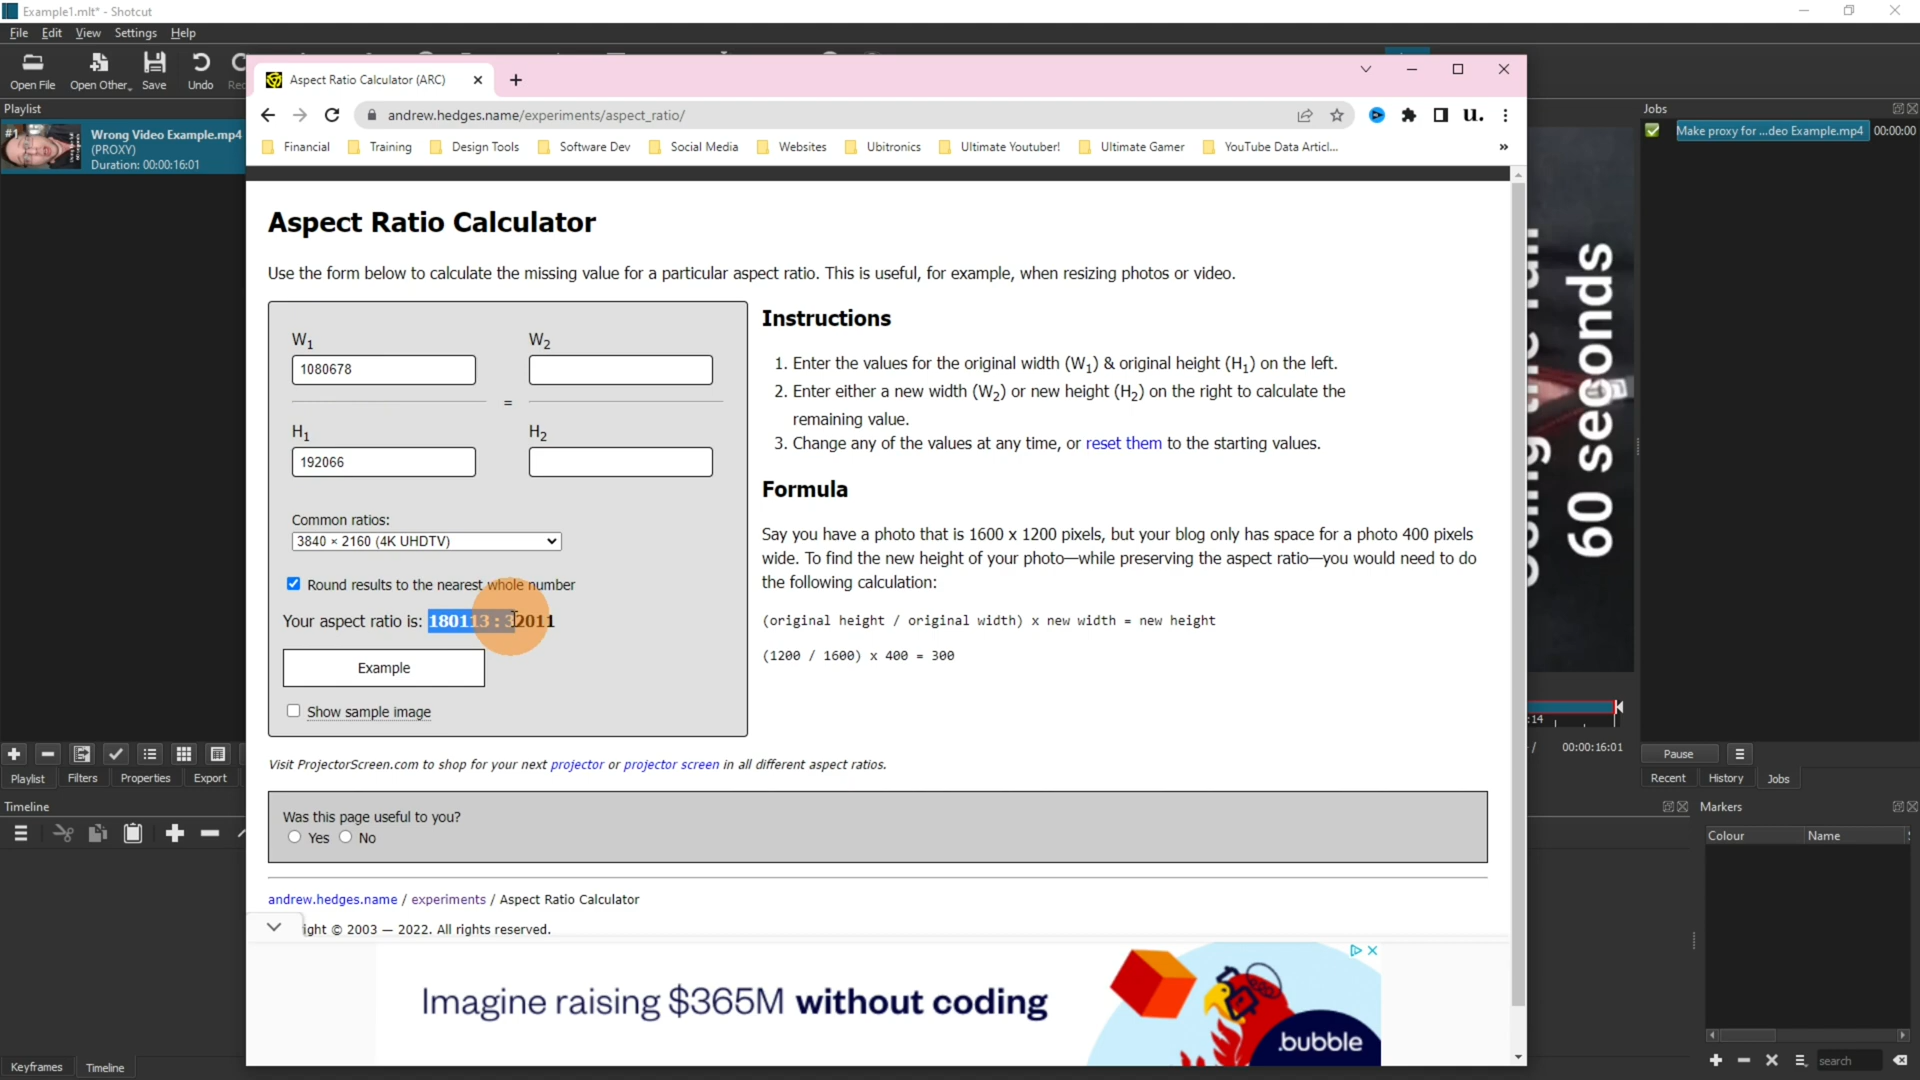 Example1.mlt* - Shotcut
File Edit View Settings Help
Open File Open Other... Save Undo
Playlist
#1
Wrong Video Example.mp4
(PROXY)
Duration: 00:00:16:01
Aspect Ratio Calculator (ARC)
andrew.hedges.name/experiments/aspect_ratio/
Financial Training Design Tools Software Dev Social Media Websites Ubitronics Ultimate Youtuber! Ultimate Gamer YouTube Data Articl... »
Aspect Ratio Calculator
Use the form below to calculate the missing value for a particular aspect ratio. This is useful, for example, when resizing photos or video.
W1 W2
1080678
=
H1 H2
192066
Common ratios:
3840 × 2160 (4K UHDTV)
Round results to the nearest whole number
Your aspect ratio is: 180113 : 32011
Example
Show sample image
Instructions
1. Enter the values for the original width (W1) & original height (H1) on the left.
2. Enter either a new width (W2) or new height (H2) on the right to calculate the
remaining value.
3. Change any of the values at any time, or reset them to the starting values.
Formula
Say you have a photo that is 1600 x 1200 pixels, but your blog only has space for a photo 400 pixels
wide. To find the new height of your photo—while preserving the aspect ratio—you would need to do
the following calculation:
(original height / original width) x new width = new height
(1200 / 1600) x 400 = 300
Visit ProjectorScreen.com to shop for your next projector or projector screen in all different aspect ratios.
Was this page useful to you?
Yes No
andrew.hedges.name / experiments / Aspect Ratio Calculator
ight © 2003 — 2022. All rights reserved.
Imagine raising $365M without coding
.bubble
60 seconds
:14
/ 00:00:16:01
Jobs
Make proxy for ...deo Example.mp4 00:00:00
Pause
Recent History Jobs
Playlist Filters Properties Export
Timeline
Markers
Colour Name
search
Keyframes Timeline